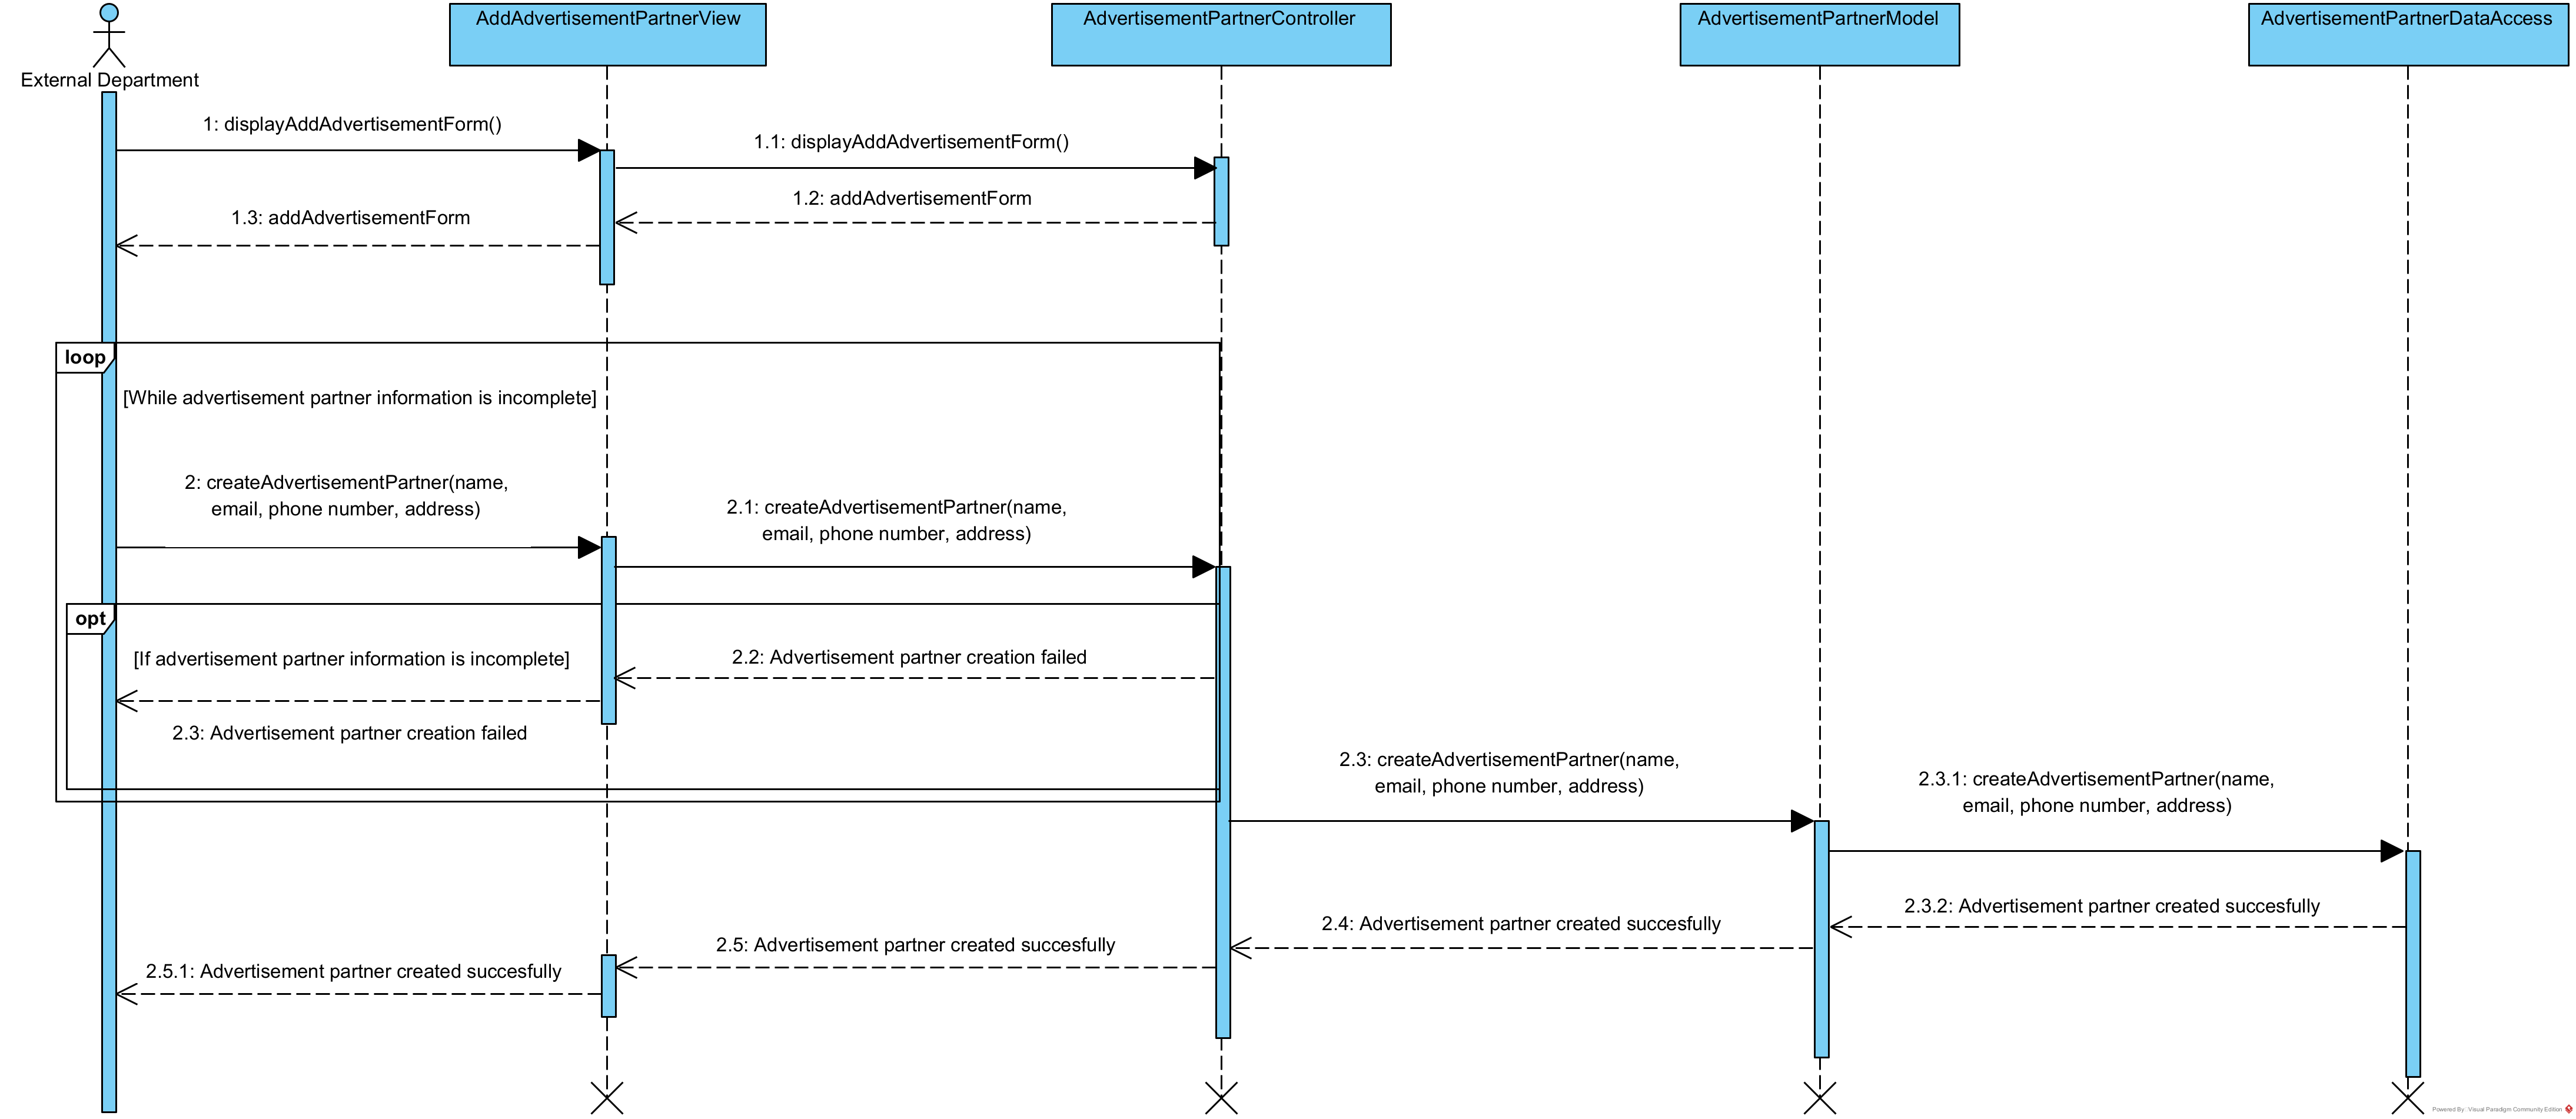 External Department
AddAdvertisementPartnerView
AdvertisementPartnerController
AdvertisementPartnerModel
AdvertisementPartnerDataAccess
1: displayAddAdvertisementForm()
1.1: displayAddAdvertisementForm()
1.2: addAdvertisementForm
1.3: addAdvertisementForm
loop
[While advertisement partner information is incomplete]
2: createAdvertisementPartner(name,
email, phone number, address)
2.1: createAdvertisementPartner(name,
email, phone number, address)
opt
[If advertisement partner information is incomplete]
2.2: Advertisement partner creation failed
2.3: Advertisement partner creation failed
2.3: createAdvertisementPartner(name,
email, phone number, address)
2.3.1: createAdvertisementPartner(name,
email, phone number, address)
2.3.2: Advertisement partner created succesfully
2.4: Advertisement partner created succesfully
2.5: Advertisement partner created succesfully
2.5.1: Advertisement partner created succesfully
Powered By: Visual Paradigm Community Edition